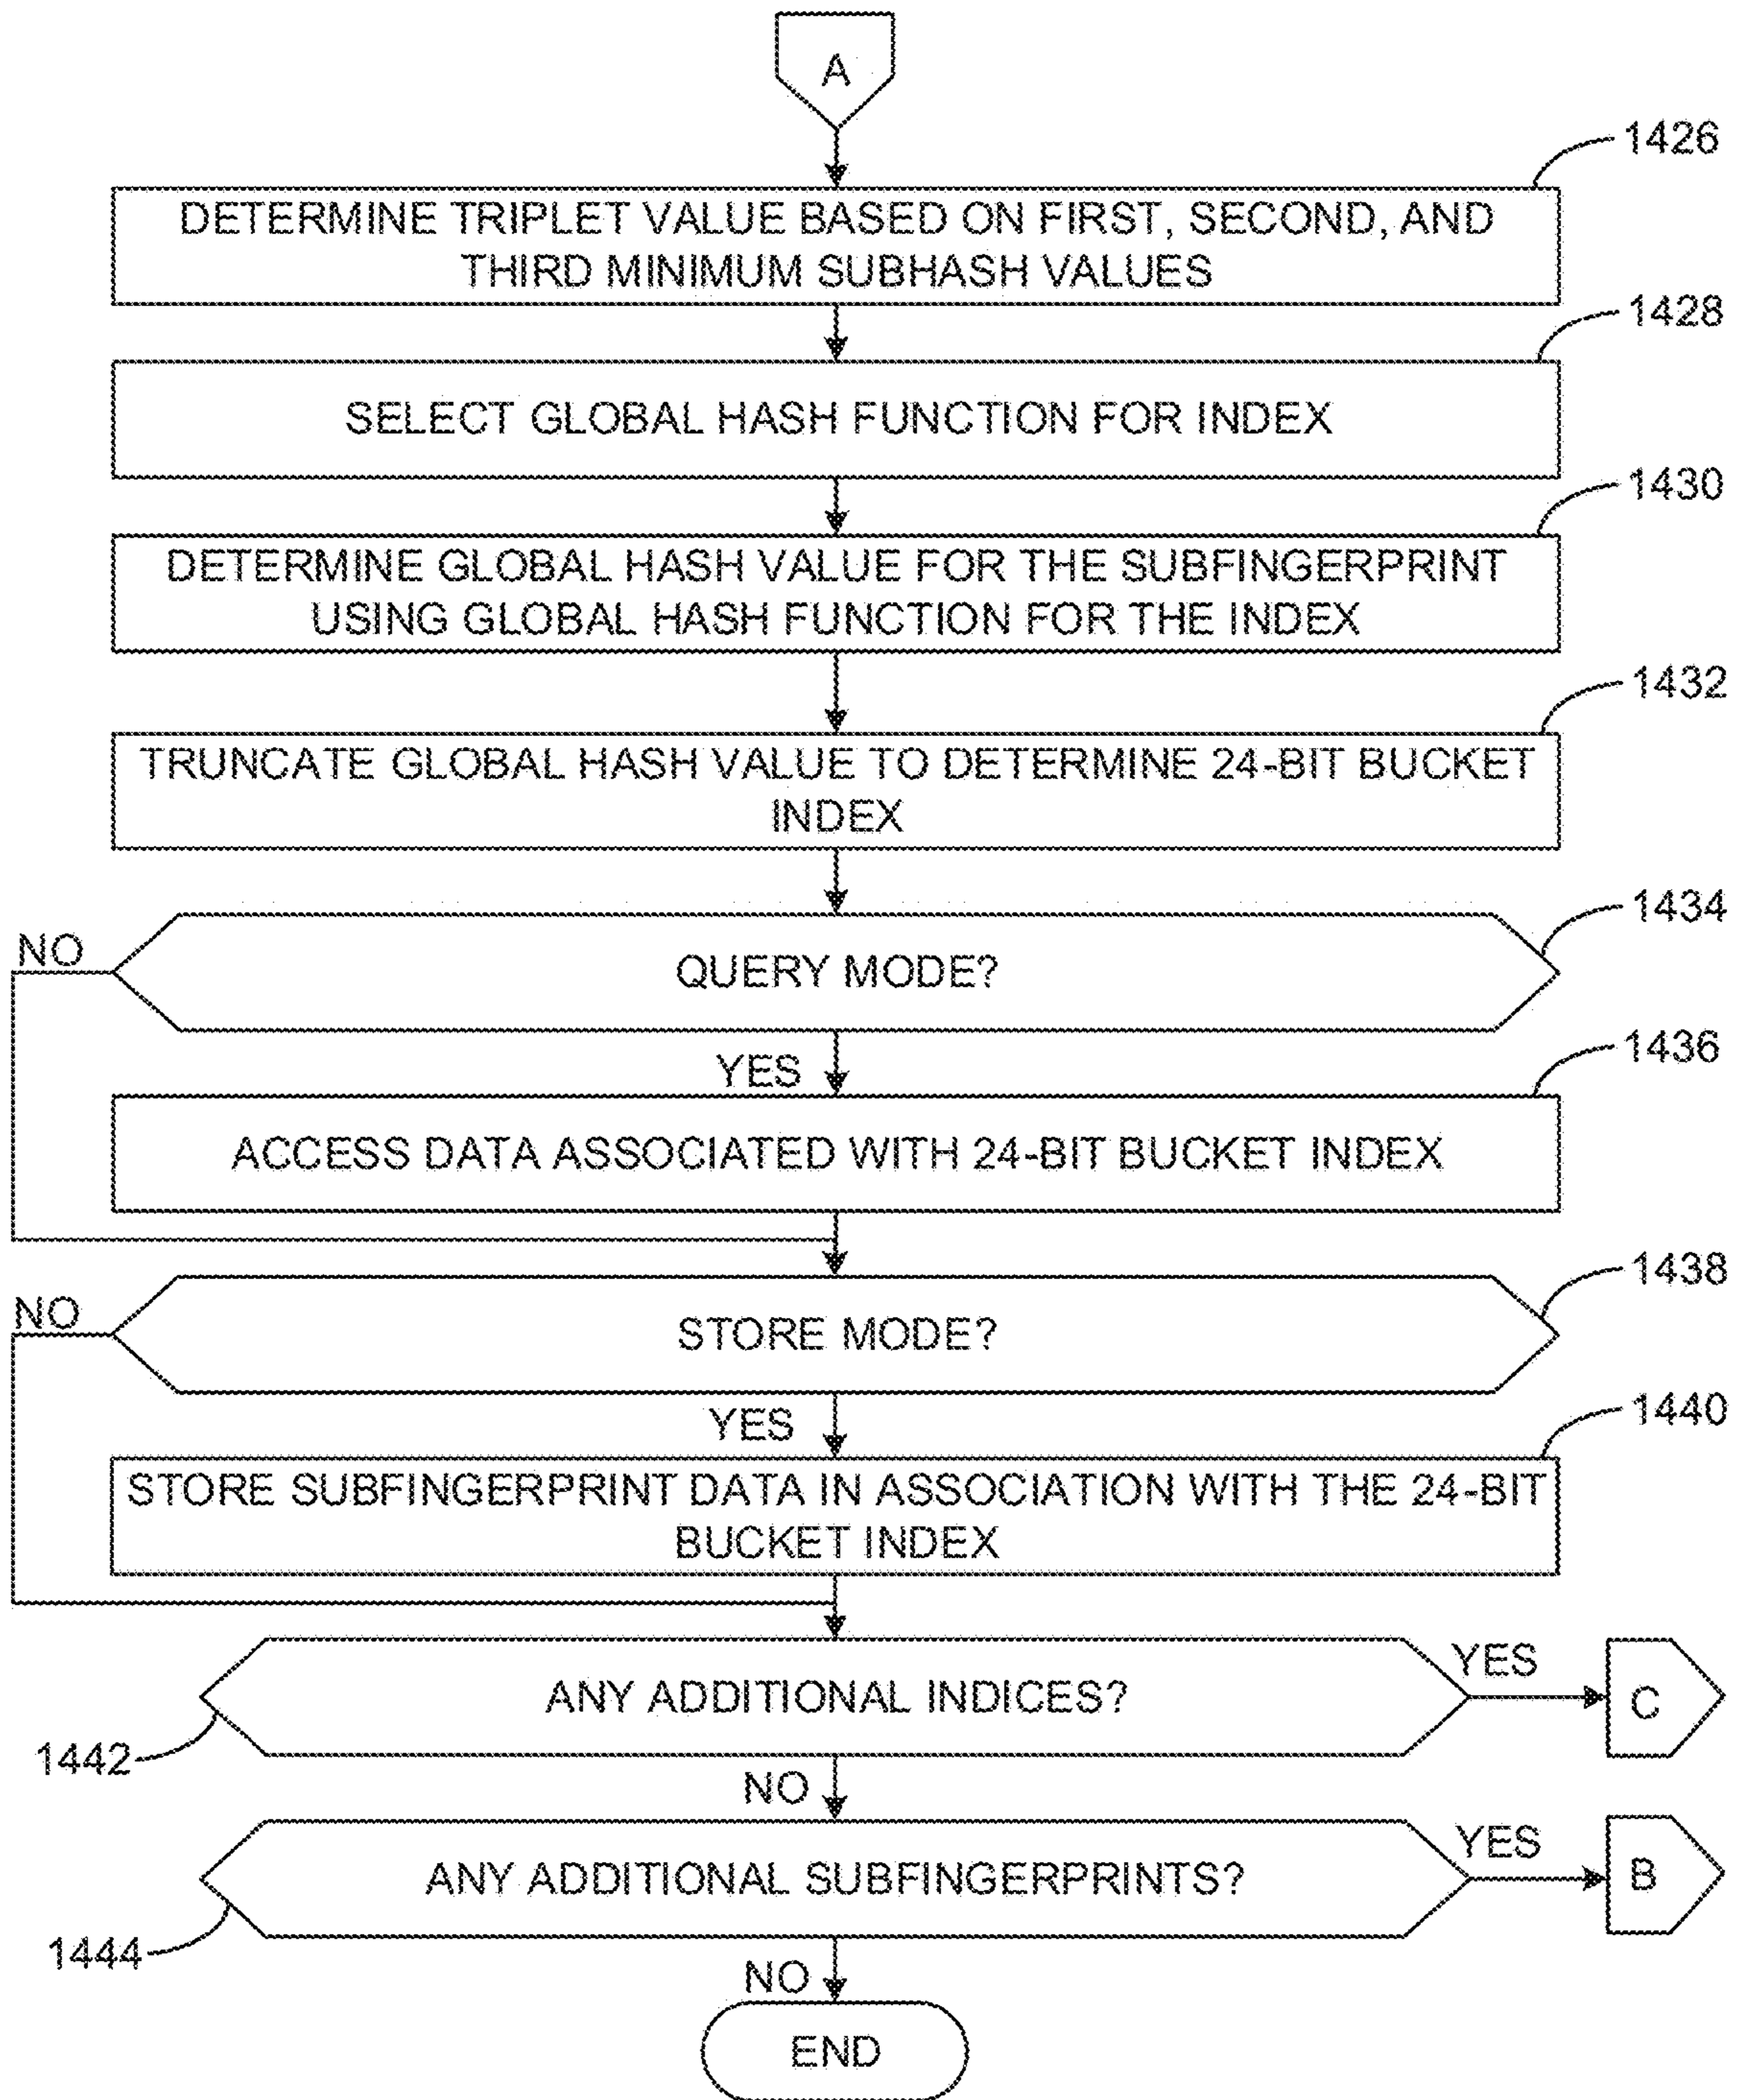 A
1426
DETERMINE TRIPLET VALUE BASED ON FIRST, SECOND, AND
THIRD MINIMUM SUBHASH VALUES
1428
SELECT GLOBAL HASH FUNCTION FOR INDEX
1430
DETERMINE GLOBAL HASH VALUE FOR THE SUBFINGERPRINT
USING GLOBAL HASH FUNCTION FOR THE INDEX
1432
TRUNCATE GLOBAL HASH VALUE TO DETERMINE 24-BIT BUCKET
INDEX
1434
NO
QUERY MODE?
YES
1436
ACCESS DATA ASSOCIATED WITH 24-BIT BUCKET INDEX
1438
NO
STORE MODE?
YES
1440
STORE SUBFINGERPRINT DATA IN ASSOCIATION WITH THE 24-BIT
BUCKET INDEX
ANY ADDITIONAL INDICES?
YES
C
1442
NO
ANY ADDITIONAL SUBFINGERPRINTS?
YES
B
1444
NO
END